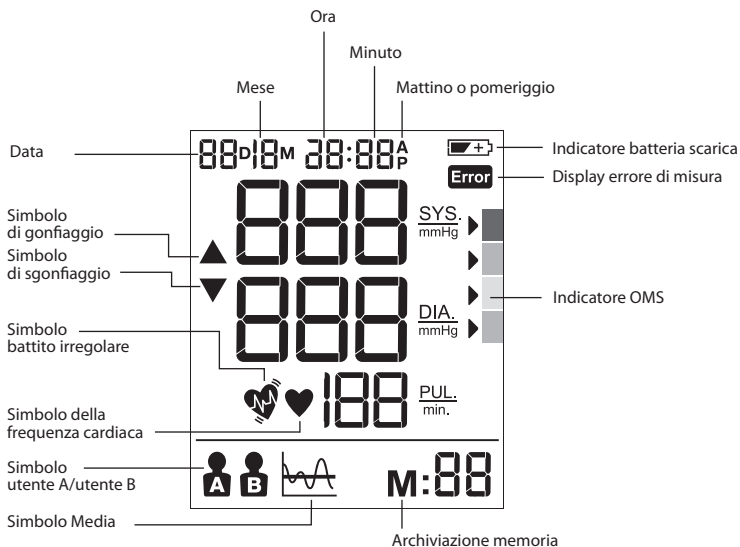 Ora
Minuto
Mese
Mattino o pomeriggio
Data
88D18M 28:88 A
P
Indicatore batteria scarica
Error
Display errore di misura
Simbolo
di gonfiaggio
888
SYS.
mmHg
Simbolo
di sgonfiaggio
888
DIA.
mmHg
Indicatore OMS
Simbolo
battito irregolare
188
PUL.
min.
Simbolo della
frequenza cardiaca
Simbolo
utente A/utente B
A B
M:88
Simbolo Media
Archiviazione memoria